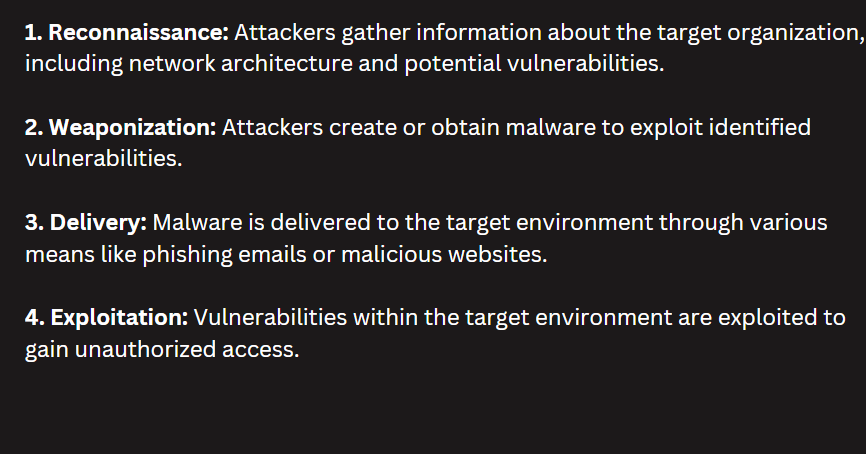 1. Reconnaissance: Attackers gather information about the target organization,
including network architecture and potential vulnerabilities.
2. Weaponization: Attackers create or obtain malware to exploit identified
vulnerabilities.
3. Delivery: Malware is delivered to the target environment through various
means like phishing emails or malicious websites.
4. Exploitation: Vulnerabilities within the target environment are exploited to
gain unauthorized access.